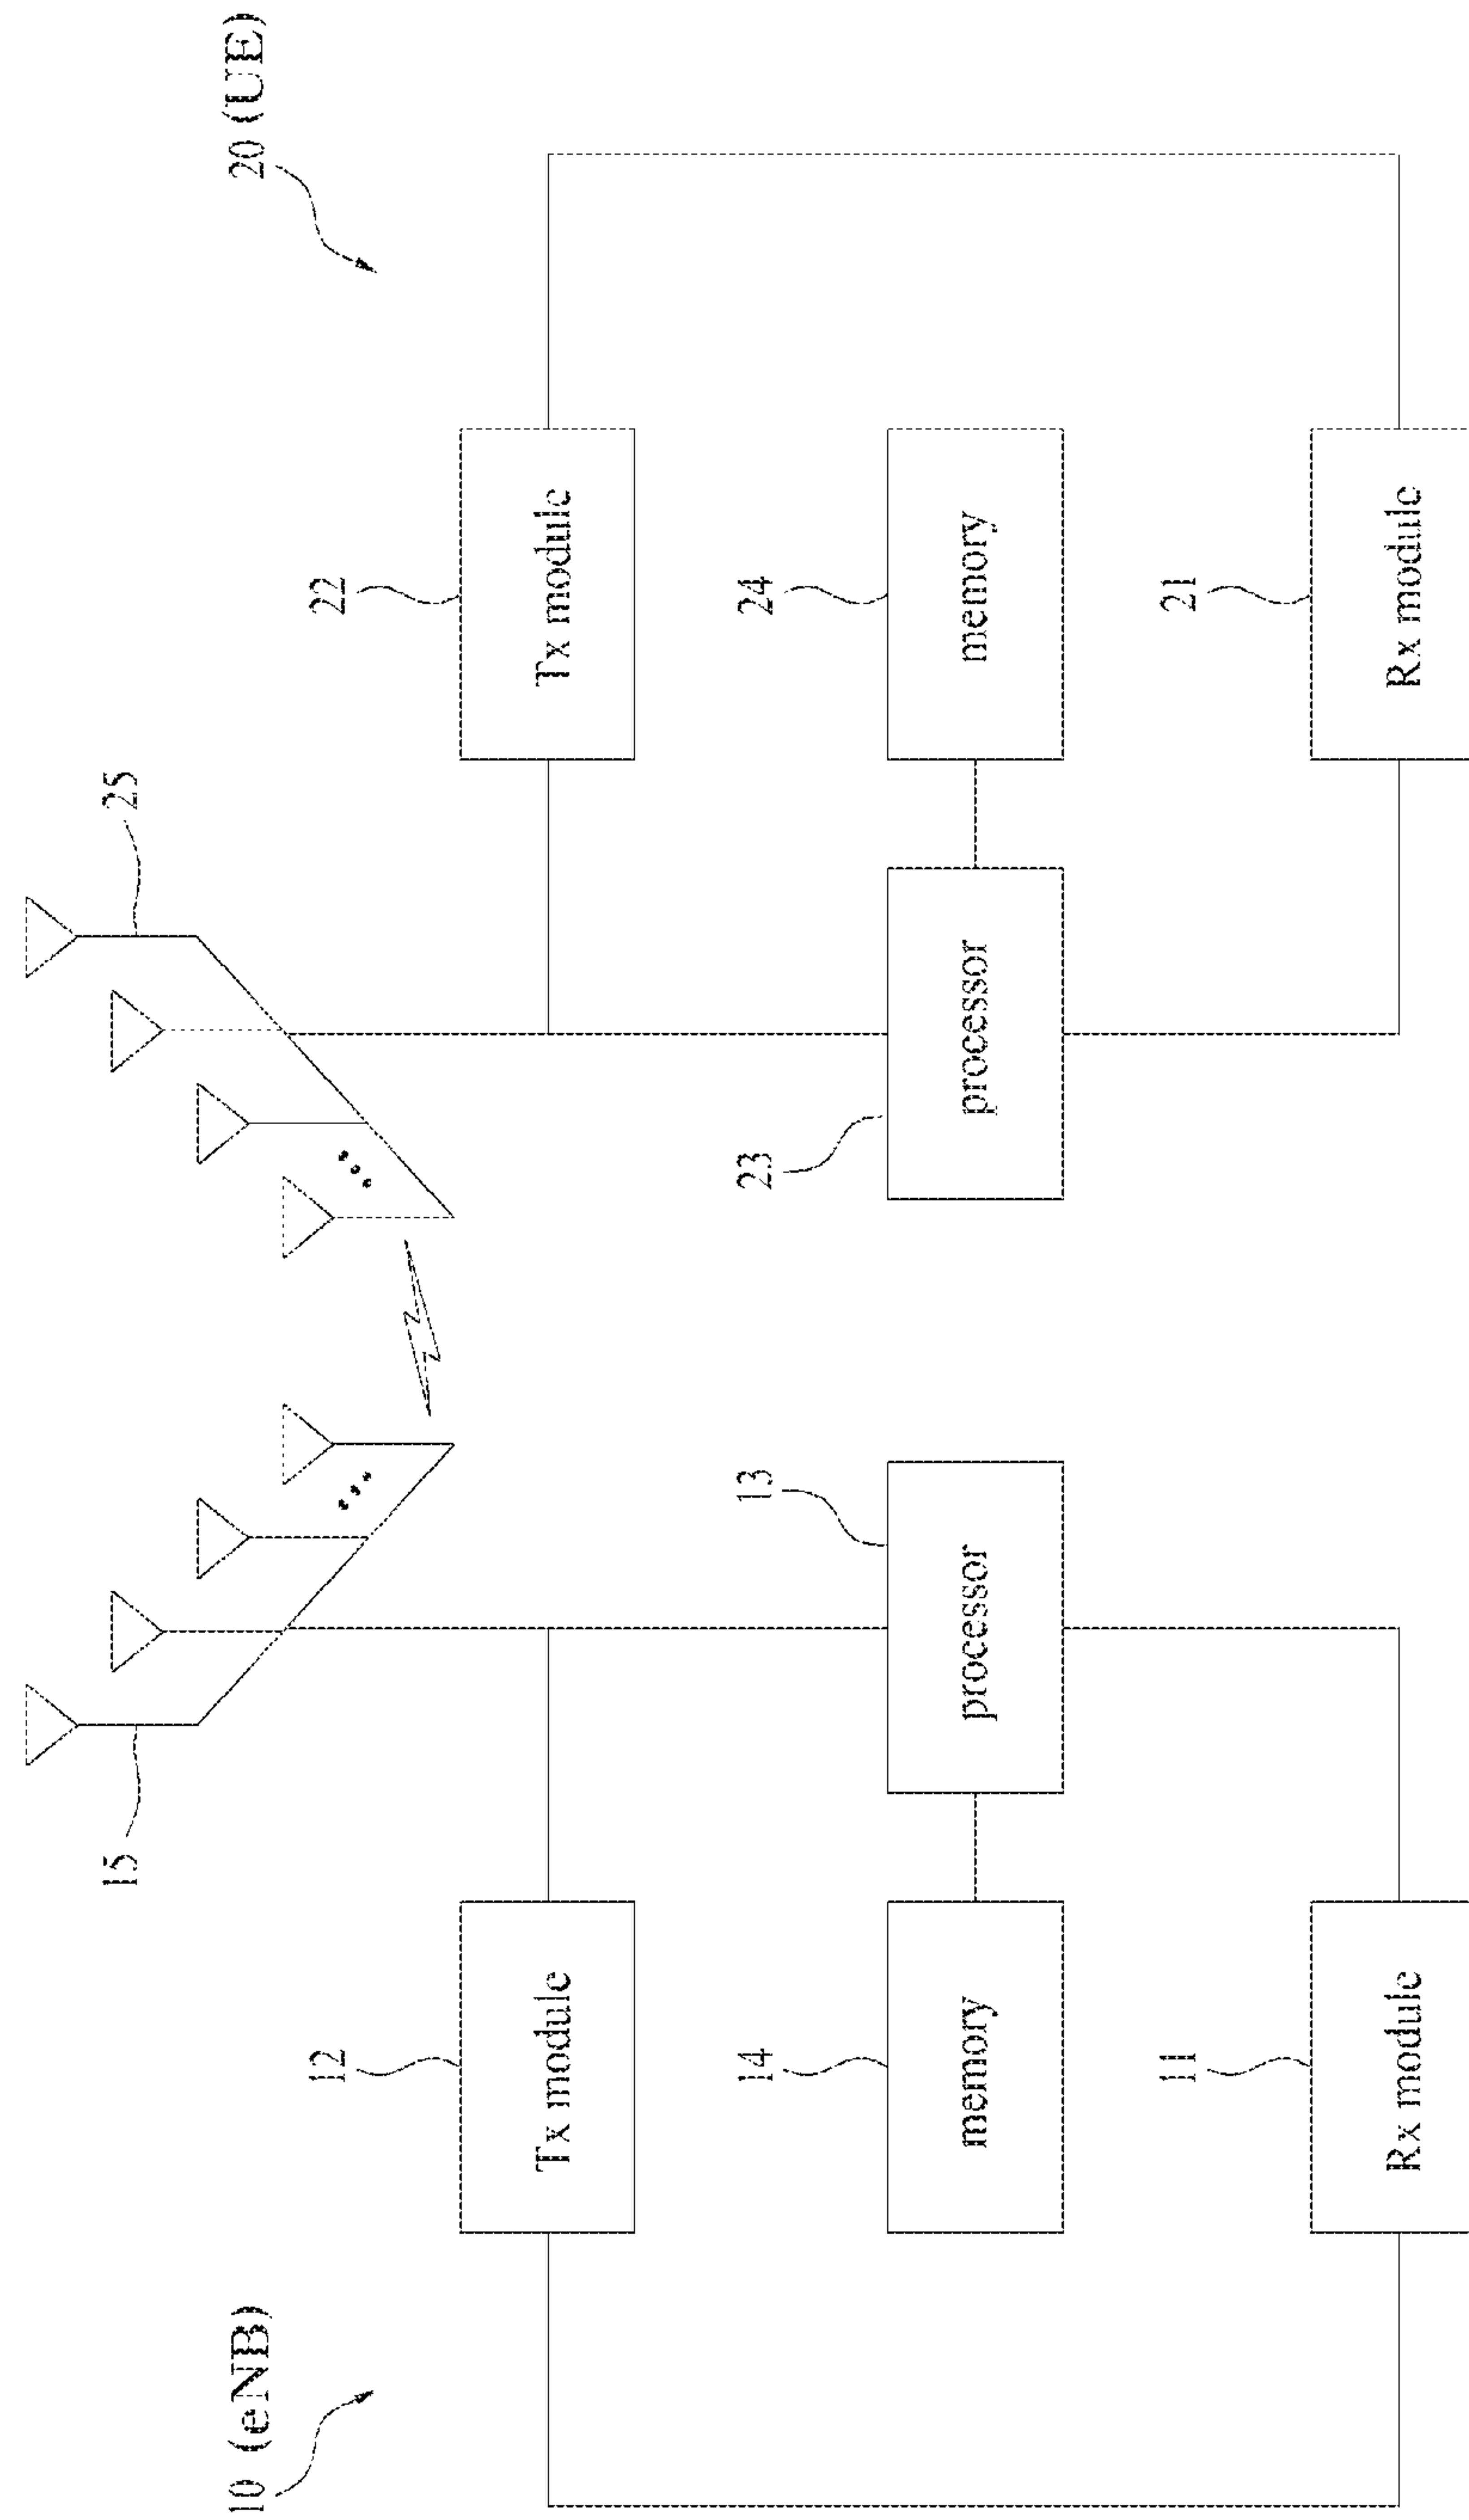 10 (eNB)
20 (UE)
15
25
12
Tx module
22
Tx module
13
processor
23
processor
14
memory
24
memory
11
Rx module
21
Rx module